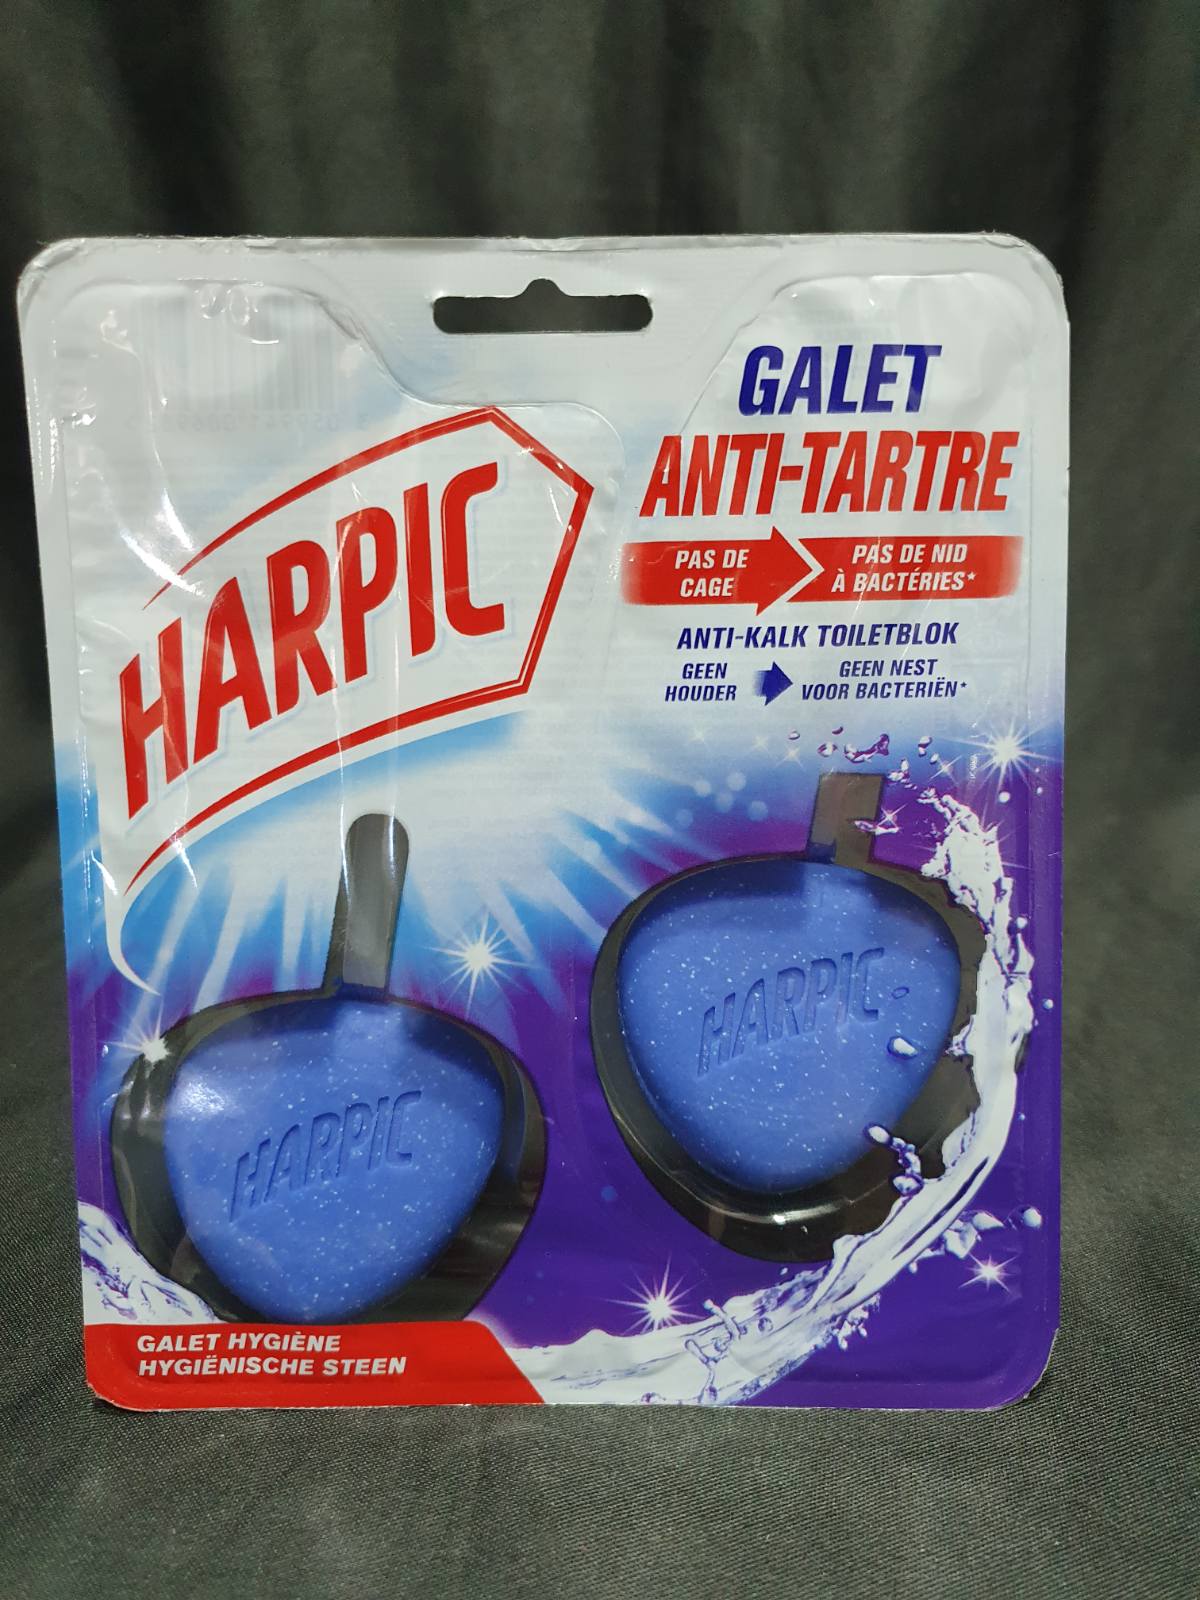 HARPIC
GALET
ANTI-TARTRE
PAS DE
CAGE
PAS DE NID
À BACTÉRIES*
ANTI-KALK TOILETBLOK
GEEN
HOUDER
GEEN NEST
VOOR BACTERIËN*
HARPIC
HARPIC
GALET HYGIÈNE
HYGIËNISCHE STEEN